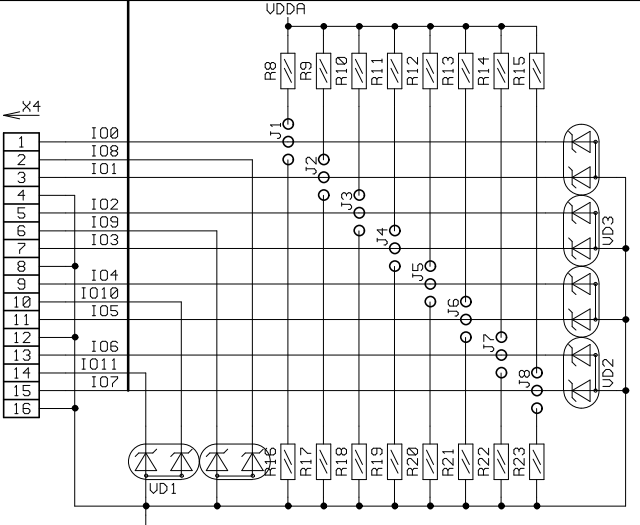 VDDA
R8 R9 R10 R11 R12 R13 R14 R15
X4
1 IO0
2 IO8
3 IO1
4
5 IO2
6 IO9
7 IO3
8
9 IO4
10 IO10
11 IO5
12
13 IO6
14 IO11
15 IO7
16
J1
J2
J3
J4
J5
J6
J7
J8
VD3
VD2
VD1
R16 R17 R18 R19 R20 R21 R22 R23